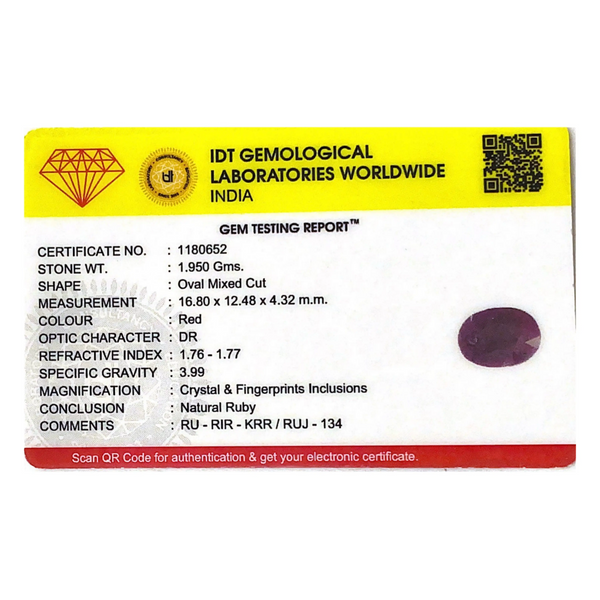 IDT GEMOLOGICAL
LABORATORIES WORLDWIDE
INDIA
GEM TESTING REPORT™
CERTIFICATE NO. : 1180652
STONE WT. : 1.950 Gms.
SHAPE : Oval Mixed Cut
MEASUREMENT : 16.80 x 12.48 x 4.32 m.m.
COLOUR : Red
OPTIC CHARACTER : DR
REFRACTIVE INDEX : 1.76 - 1.77
SPECIFIC GRAVITY : 3.99
MAGNIFICATION : Crystal & Fingerprints Inclusions
CONCLUSION : Natural Ruby
COMMENTS : RU - RIR - KRR / RUJ - 134
Scan QR Code for authentication & get your electronic certificate.